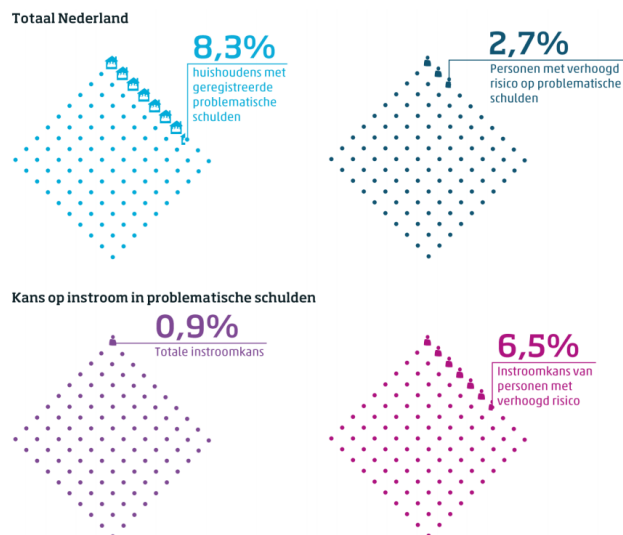 Totaal Nederland
8,3%
huishoudens met
geregistreerde
problematische
schulden
2,7%
Personen met verhoogd
risico op problematische
schulden
Kans op instroom in problematische schulden
0,9%
Totale instroomkans
6,5%
Instroomkans van
personen met
verhoogd risico